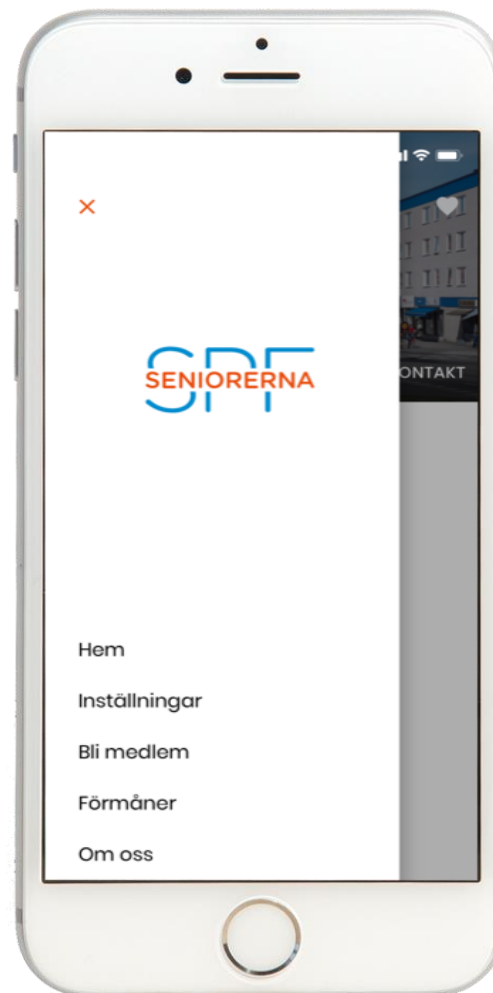 SPF
SENIORERNA
ONTAKT
Hem
Inställningar
Bli medlem
Förmåner
Om oss